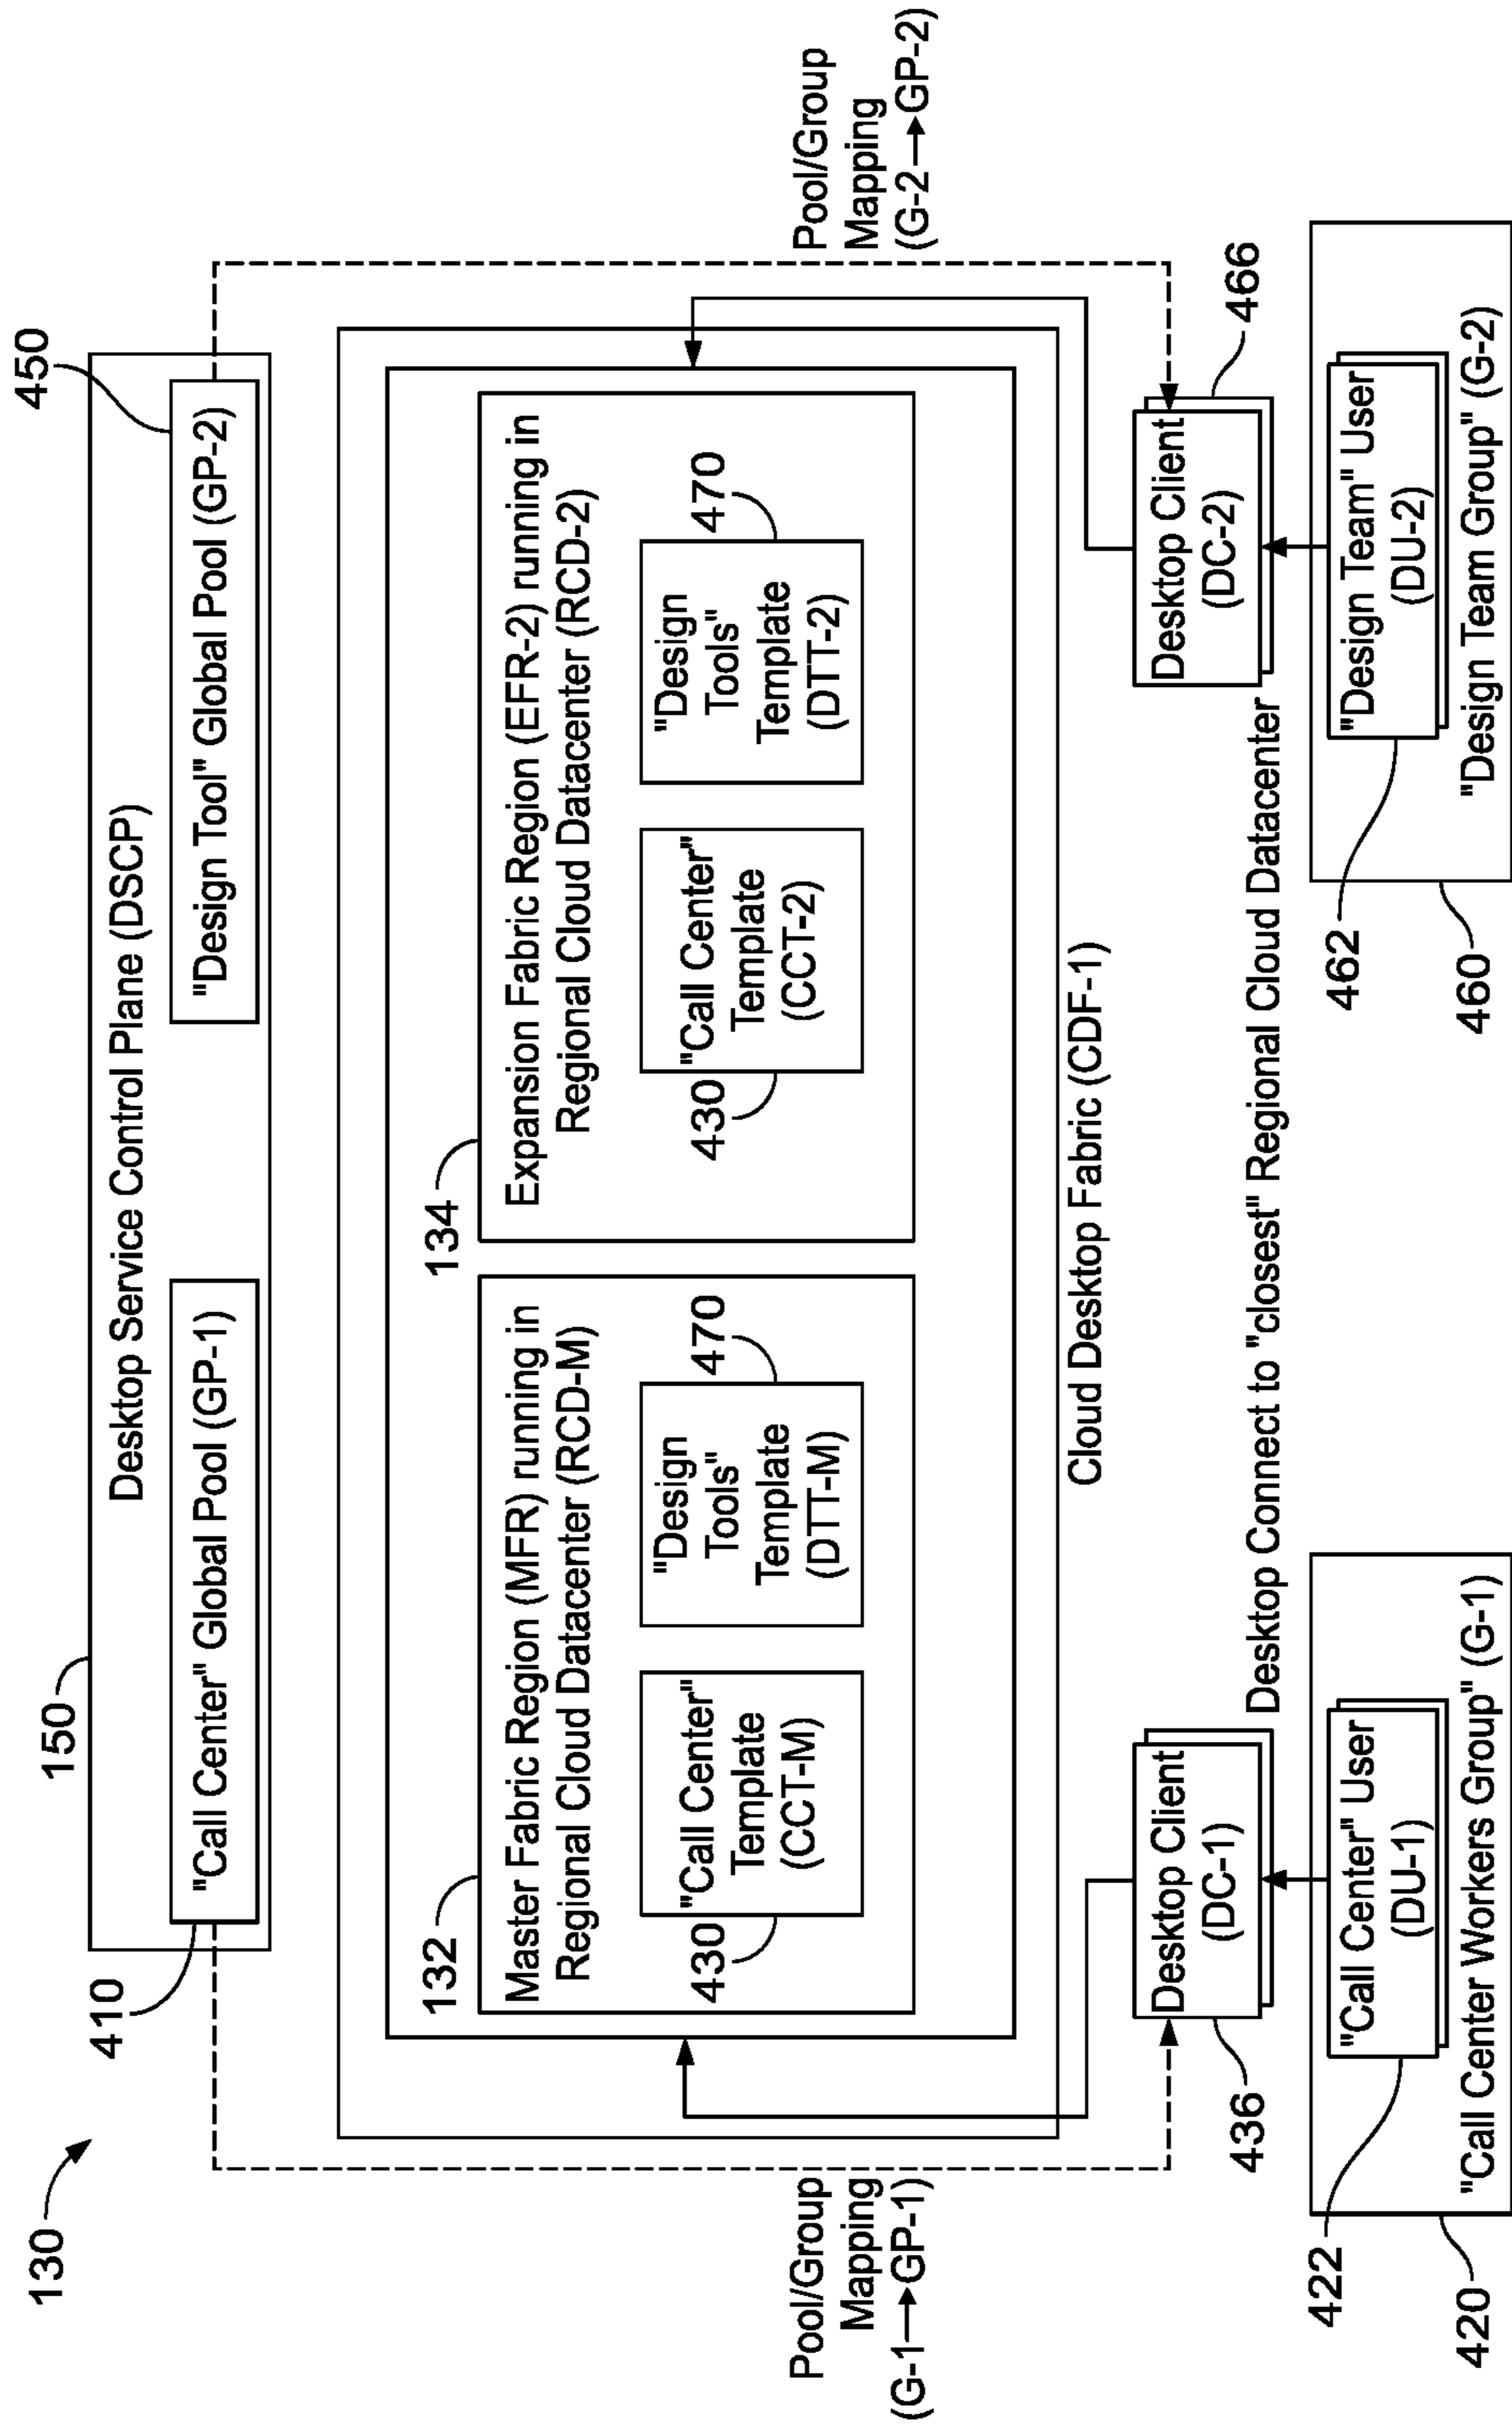 130
150
Desktop Service Control Plane (DSCP)
410
"Call Center" Global Pool (GP-1)
450
"Design Tool" Global Pool (GP-2)
132
Master Fabric Region (MFR) running in
Regional Cloud Datacenter (RCD-M)
430
"Call Center"
Template
(CCT-M)
470
"Design
Tools"
Template
(DTT-M)
134
Expansion Fabric Region (EFR-2) running in
Regional Cloud Datacenter (RCD-2)
430
"Call Center"
Template
(CCT-2)
470
"Design
Tools"
Template
(DTT-2)
Cloud Desktop Fabric (CDF-1)
Pool/Group
Mapping
(G-1→GP-1)
Pool/Group
Mapping
(G-2→GP-2)
436
Desktop Client
(DC-1)
Desktop Connect to "closest" Regional Cloud Datacenter
Desktop Client
(DC-2)
466
422
"Call Center" User
(DU-1)
420
"Call Center Workers Group" (G-1)
462
"Design Team" User
(DU-2)
460
"Design Team Group" (G-2)